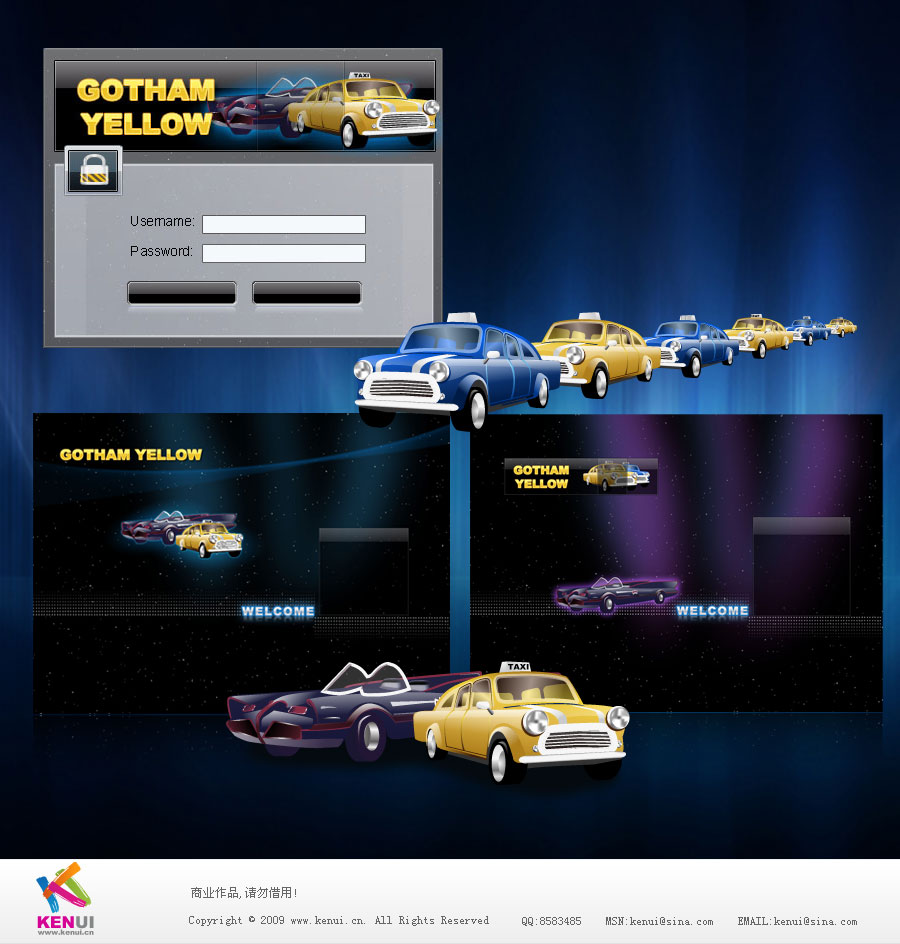 GOTHAM
YELLOW
TAXI
Username:
Password:
GOTHAM YELLOW
WELCOME
GOTHAM
YELLOW
WELCOME
TAXI
KENUI
www.kenui.cn
商业作品,请勿借用!
Copyright © 2009 www.kenui.cn. All Rights Reserved QQ:8583485 MSN:kenui@sina.com EMAIL:kenui@sina.com